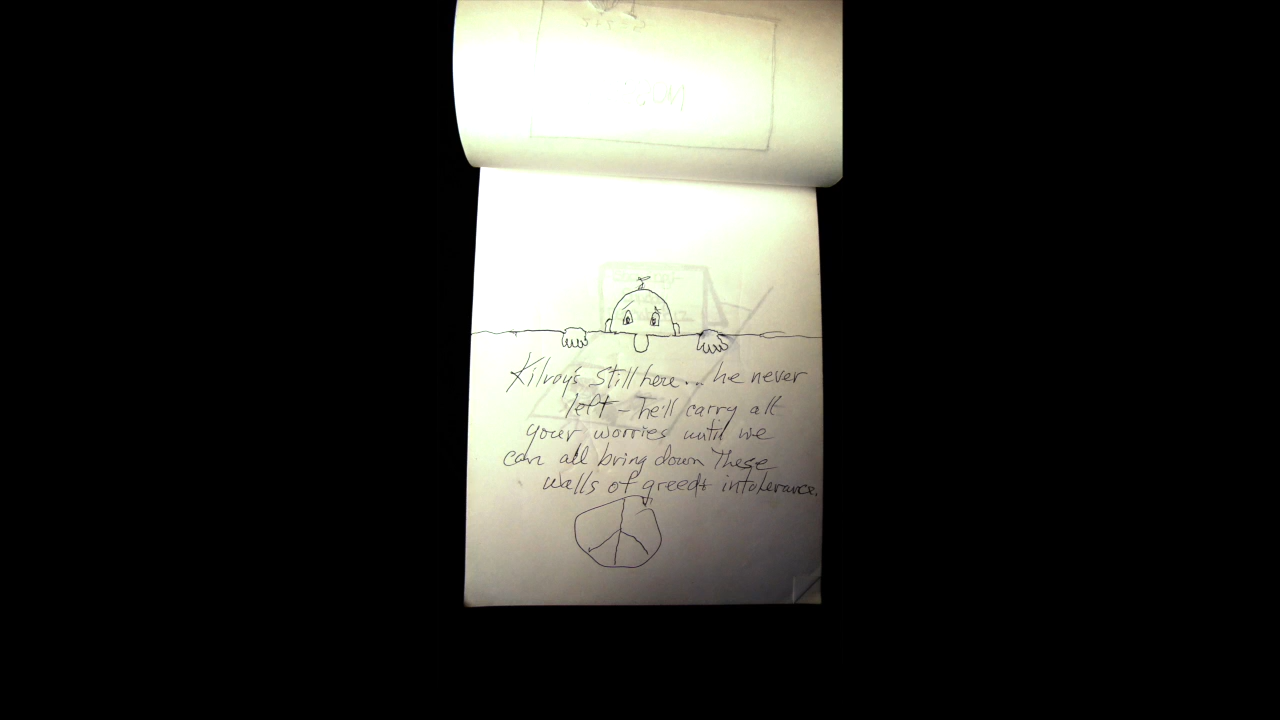 Kilroy's still here... he never
left - he'll carry all
your worries until we
can all bring down these
walls of greed & intolerance.